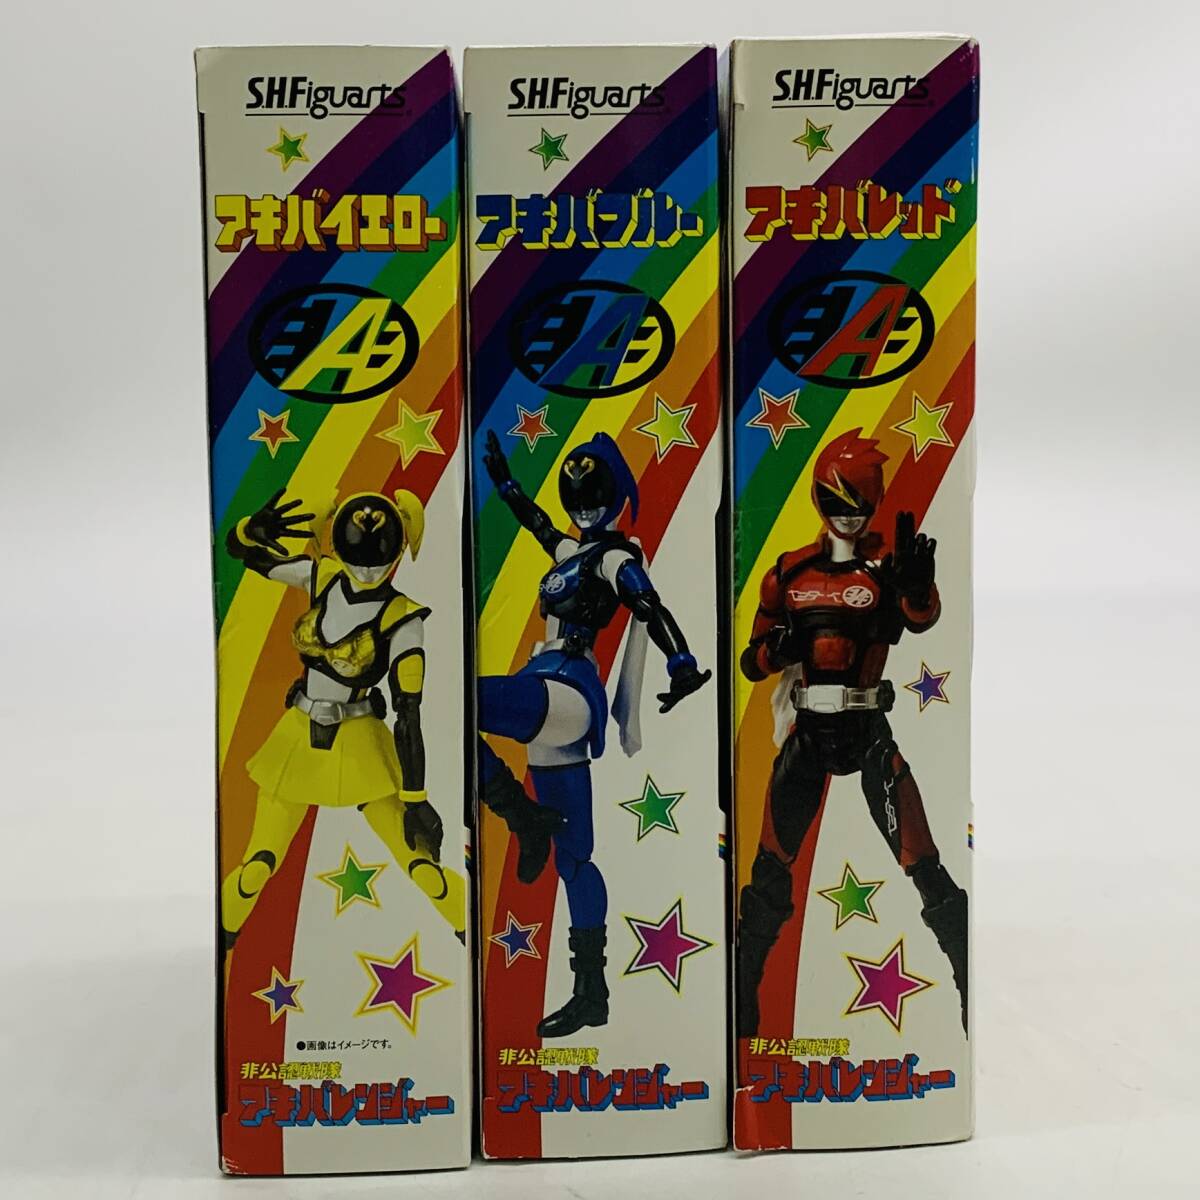 S.H.Figuarts
アキバイエロー
A
●画像はイメージです。
非公認戦隊
アキバレンジャー
S.H.Figuarts
アキバブルー
A
非公認戦隊
アキバレンジャー
S.H.Figuarts
アキバレッド
A
非公認戦隊
アキバレンジャー